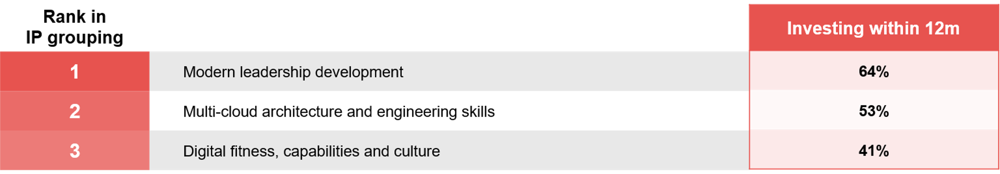 Rank in
IP grouping
Investing within 12m
1 Modern leadership development 64%
2 Multi-cloud architecture and engineering skills 53%
3 Digital fitness, capabilities and culture 41%